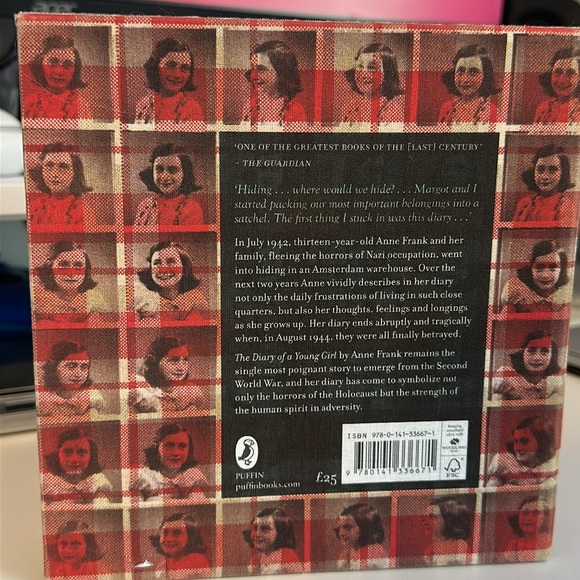 'ONE OF THE GREATEST BOOKS OF THE [LAST] CENTURY'
– THE GUARDIAN
'Hiding . . . where would we hide? . . . Margot and I
started packing our most important belongings into a
satchel. The first thing I stuck in was this diary . . .'
In July 1942, thirteen-year-old Anne Frank and her
family, fleeing the horrors of Nazi occupation, went
into hiding in an Amsterdam warehouse. Over the
next two years Anne vividly describes in her diary
not only the daily frustrations of living in such close
quarters, but also her thoughts, feelings and longings
as she grows up. Her diary ends abruptly and tragically
when, in August 1944, they were all finally betrayed.
The Diary of a Young Girl by Anne Frank remains the
single most poignant story to emerge from the Second
World War, and her diary has come to symbolize not
only the horrors of the Holocaust but the strength of
the human spirit in adversity.
ISBN 978-0-141-33667-1
9 780141 336671
WOODLAND
FSC
PUFFIN
puffinbooks.com
£25